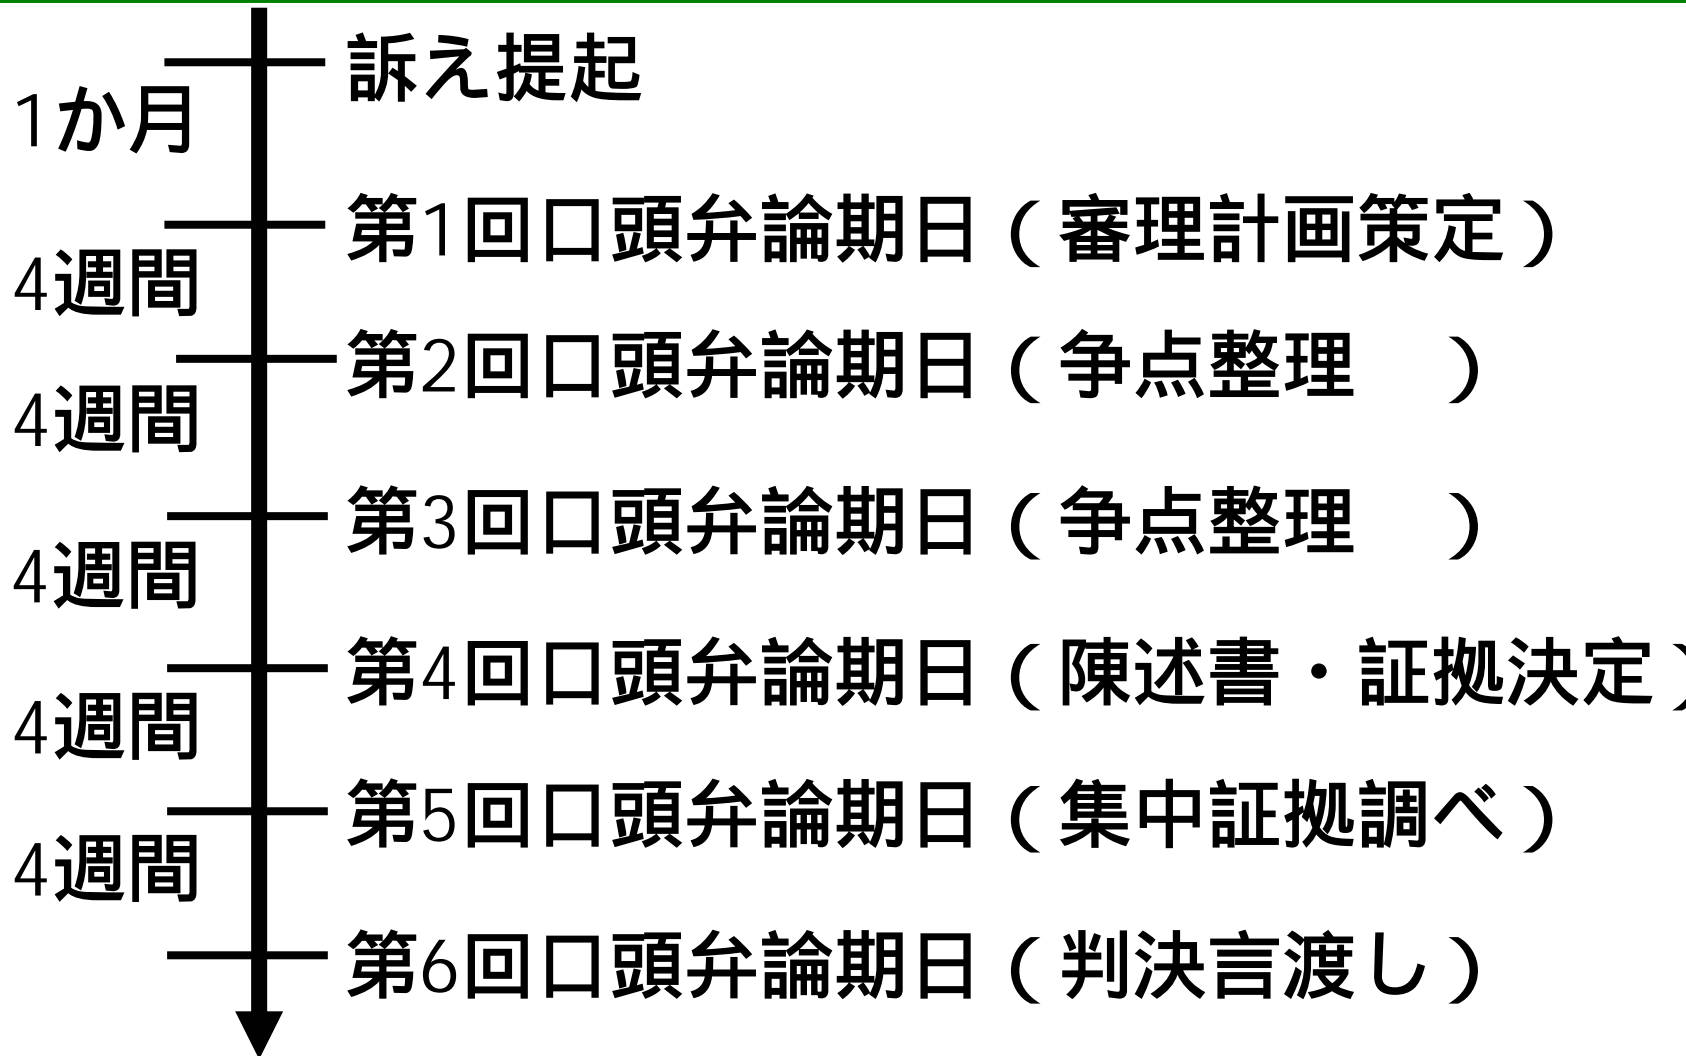 訴え提起
1か月
第1回口頭弁論期日(審理計画策定)
4週間
第2回口頭弁論期日(争点整理　)
4週間
第3回口頭弁論期日(争点整理　)
4週間
第4回口頭弁論期日(陳述書・証拠決定)
4週間
第5回口頭弁論期日(集中証拠調べ)
4週間
第6回口頭弁論期日(判決言渡し)